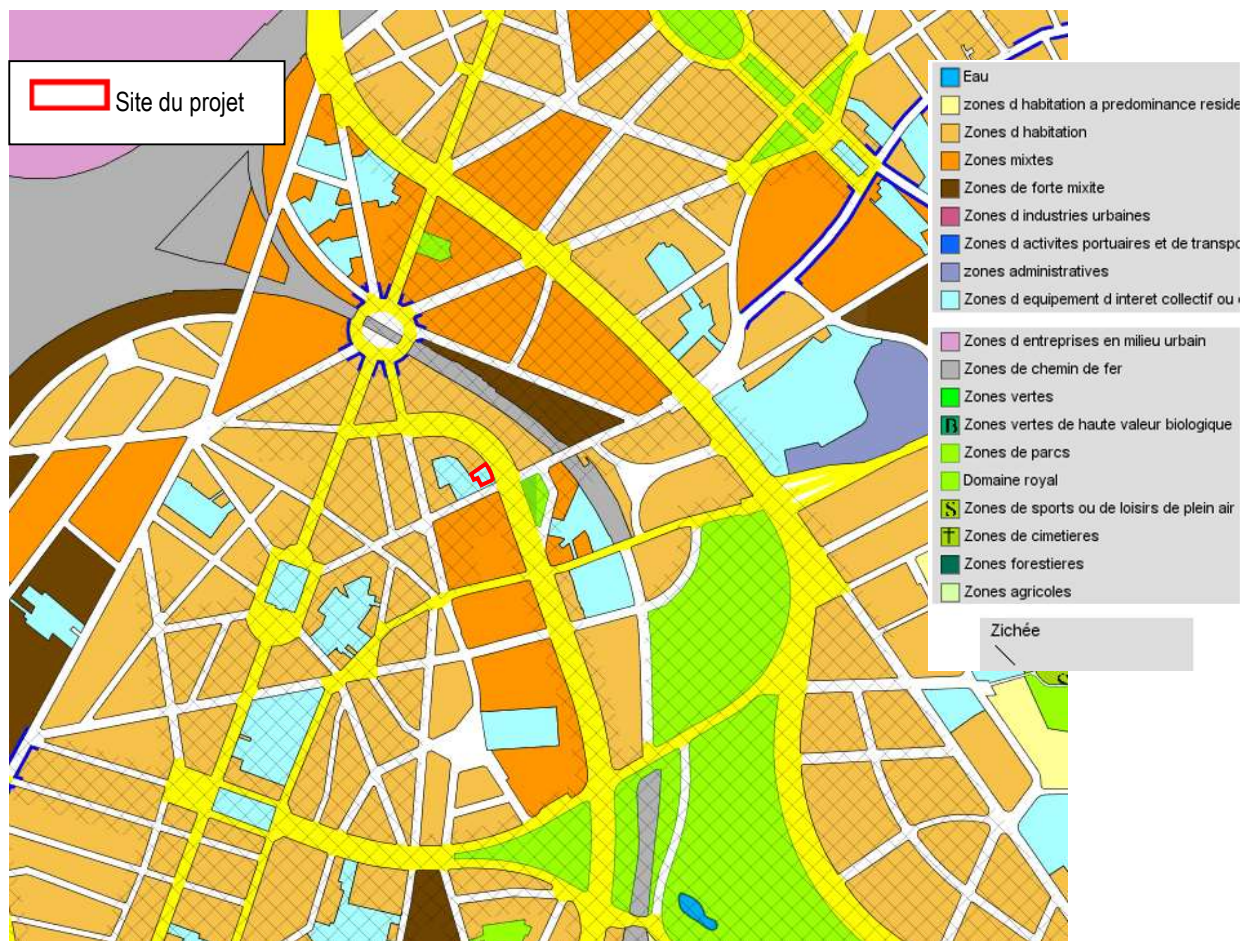 Site du projet
Eau
zones d habitation a predominance reside
Zones d habitation
Zones mixtes
Zones de forte mixite
Zones d industries urbaines
Zones d activites portuaires et de transpo
zones administratives
Zones d equipement d interet collectif ou
Zones d entreprises en milieu urbain
Zones de chemin de fer
Zones vertes
B Zones vertes de haute valeur biologique
Zones de parcs
Domaine royal
S Zones de sports ou de loisirs de plein air
Zones de cimetieres
Zones forestieres
Zones agricoles
Zichée
S